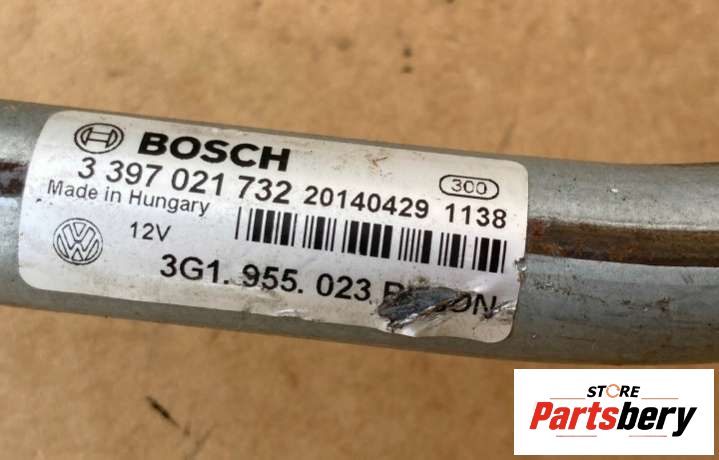 BOSCH
3 397 021 732 20140429 1138
300
Made in Hungary
12V
3G1. 955. 023
STORE
Partsbery